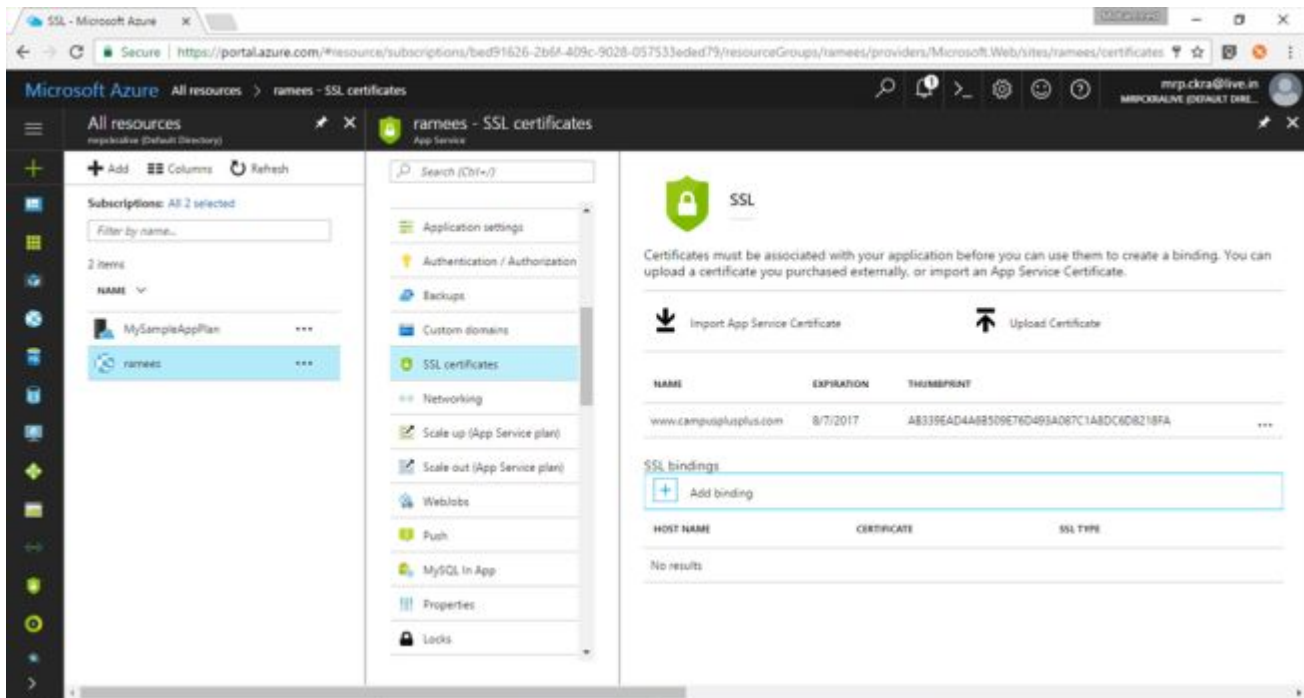 SSL - Microsoft Azure
Secure | https://portal.azure.com/#resource/subscriptions/bed91626-2b6f-409c-9028-057533eded79/resourceGroups/ramees/providers/Microsoft.Web/sites/ramees/certificates
Microsoft Azure All resources > ramees - SSL certificates
1
mrp.ckra@live.in
All resources
(Default Directory)
ramees - SSL certificates
App Service
Add Columns Refresh
Search (Ctrl+/)
Subscriptions: All 2 selected
Filter by name...
2 items
NAME
MySampleAppPlan
ramees
Application settings
Authentication / Authorization
Backups
Custom domains
SSL certificates
Networking
Scale up (App Service plan)
Scale out (App Service plan)
WebJobs
Push
MySQL In App
Properties
Locks
SSL
Certificates must be associated with your application before you can use them to create a binding. You can
upload a certificate you purchased externally, or import an App Service Certificate.
Import App Service Certificate
Upload Certificate
NAME EXPIRATION THUMBPRINT
www.campusplusplus.com 8/7/2017
SSL bindings
Add binding
HOST NAME CERTIFICATE SSL TYPE
No results